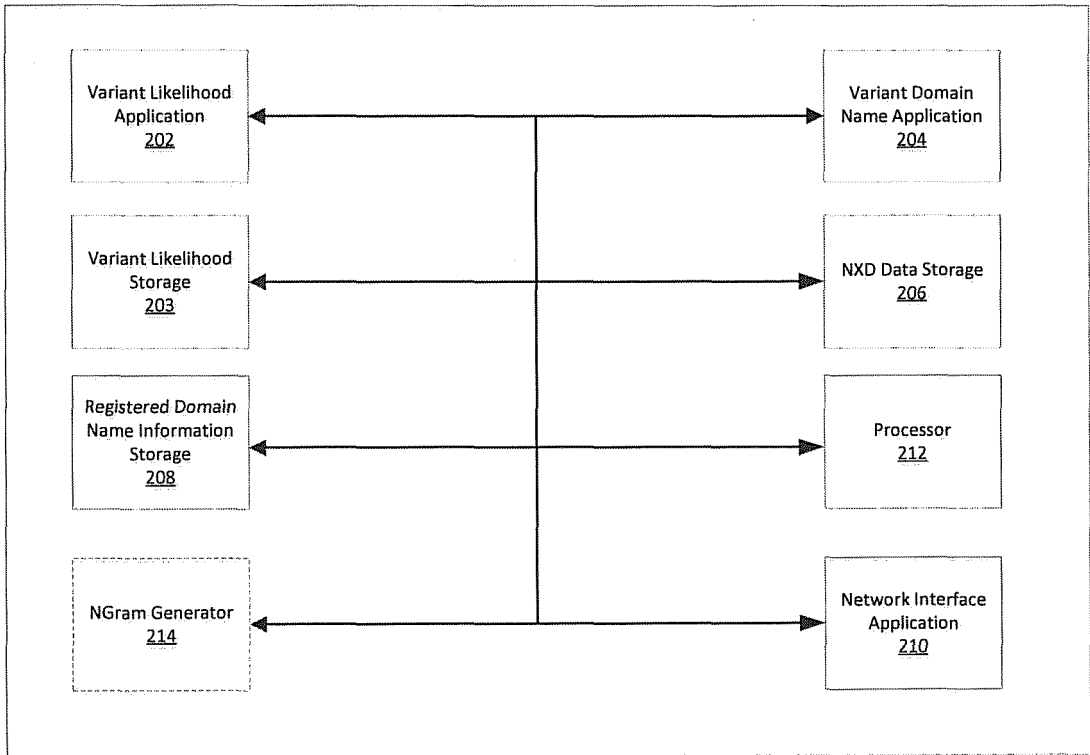 Variant Likelihood
Application
202
Variant Domain
Name Application
204
Variant Likelihood
Storage
203
NXD Data Storage
206
Registered Domain
Name Information
Storage
208
Processor
212
NGram Generator
214
Network Interface
Application
210